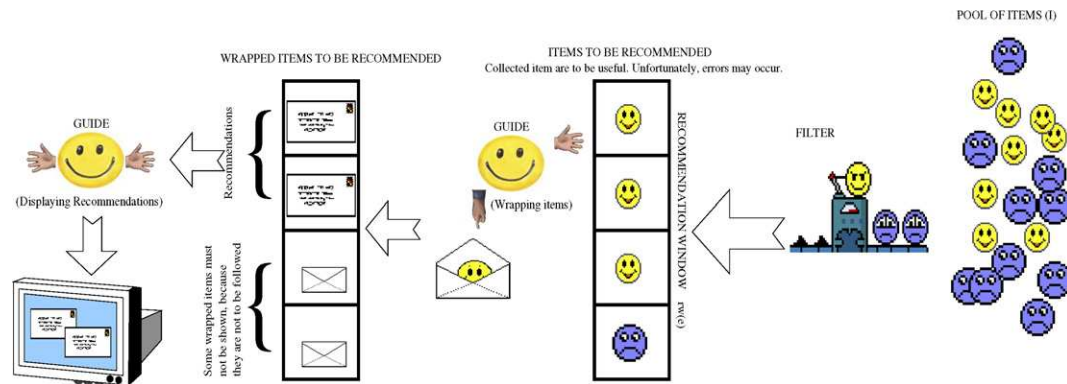 POOL OF ITEMS (I)
ITEMS TO BE RECOMMENDED
Collected item are to be useful. Unfortunately, errors may occur.
WRAPPED ITEMS TO BE RECOMMENDED
GUIDE
(Displaying Recommendations)
Recommendations
Some wrapped items must
not be shown, because
they are not to be followed
GUIDE
(Wrapping items)
RECOMMENDATION WINDOW rw(e)
FILTER